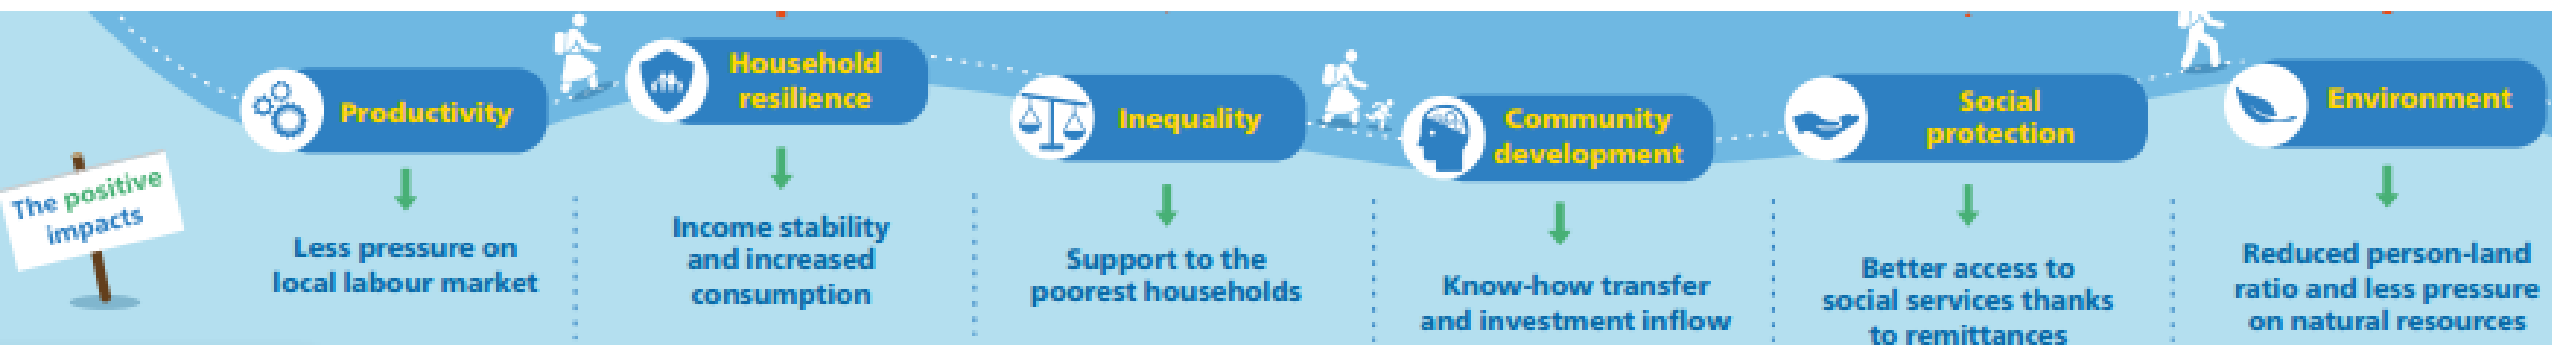 The positive
impacts
Productivity
Less pressure on
local labour market
Household
resilience
Income stability
and increased
consumption
Inequality
Support to the
poorest households
Community
development
Know-how transfer
and investment inflow
Social
protection
Better access to
social services thanks
to remittances
Environment
Reduced person-land
ratio and less pressure
on natural resources